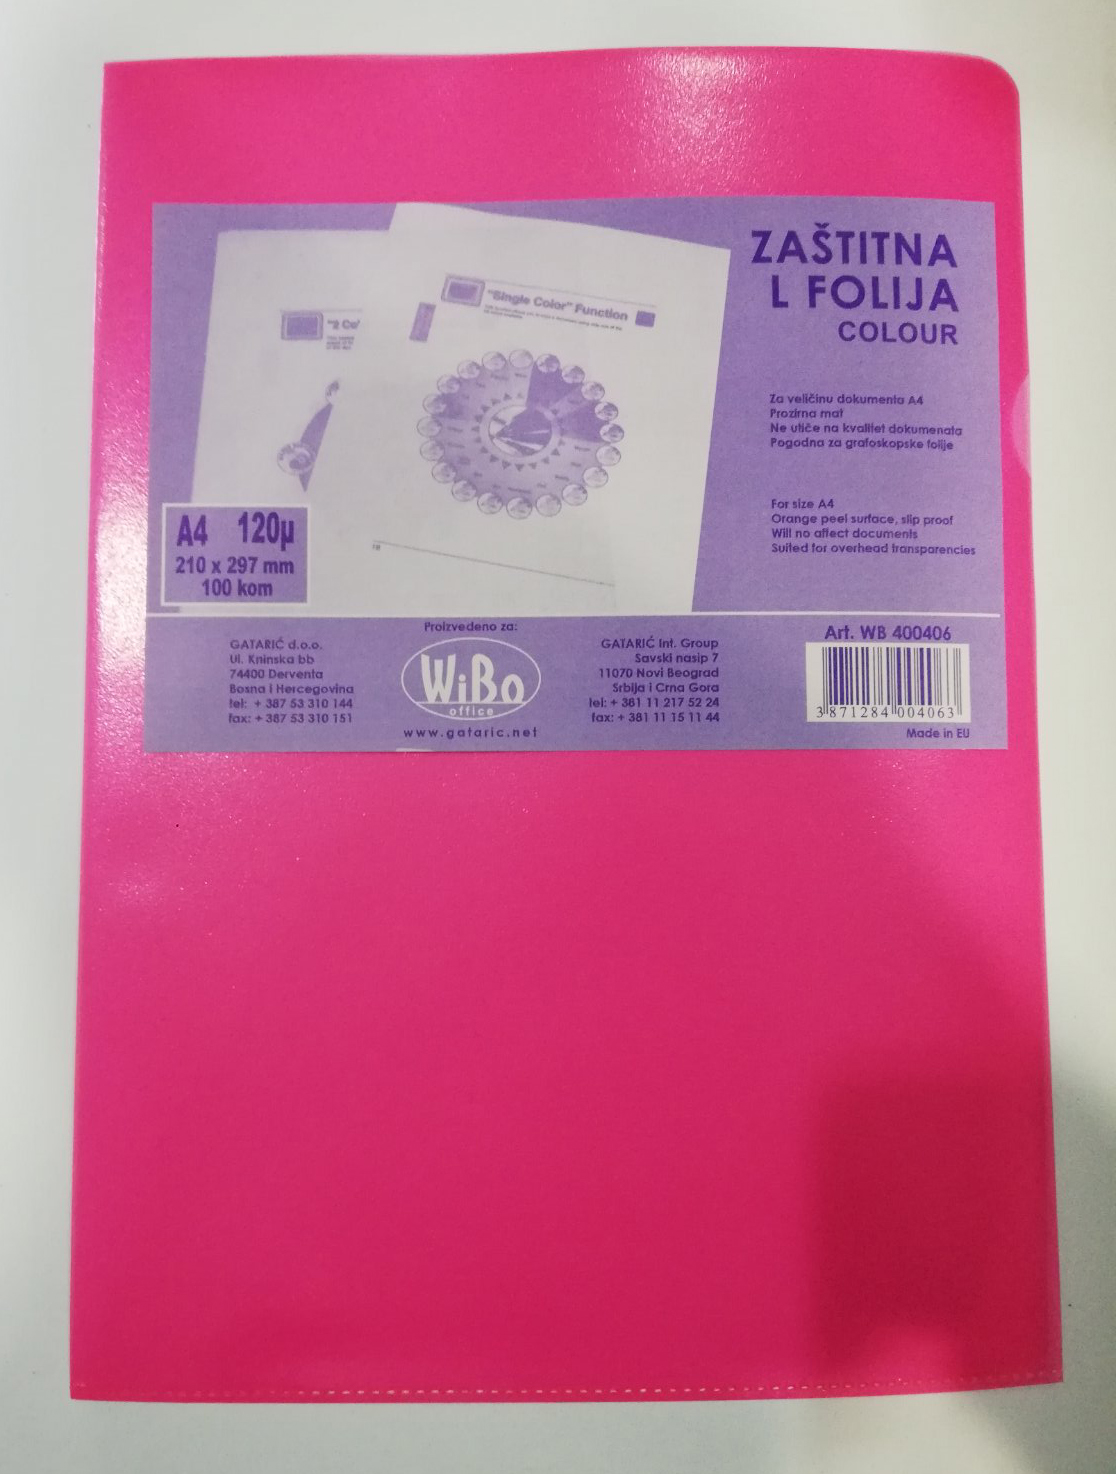 ZAŠTITNA
L FOLIJA
COLOUR
"Single Color" Function
"2 Co
Za veličinu dokumenta A4
Prozirna mat
Ne utiče na kvalitet dokumenata
Pogodna za grafoskopske folije
For size A4
Orange peel surface, slip proof
Will no affect documents
Suited for overhead transparencies
A4 120µ
210 x 297 mm
100 kom
GATARIĆ d.o.o.
Ul. Kninska bb
74400 Derventa
Bosna i Hercegovina
tel: + 387 53 310 144
fax: + 387 53 310 151
Proizvedeno za:
WiBo
office
www.gataric.net
GATARIĆ Int. Group
Savski nasip 7
11070 Novi Beograd
Srbija i Crna Gora
tel: + 381 11 217 52 24
fax: + 381 11 15 11 44
Art. WB 400406
3 871284 004063
Made in EU